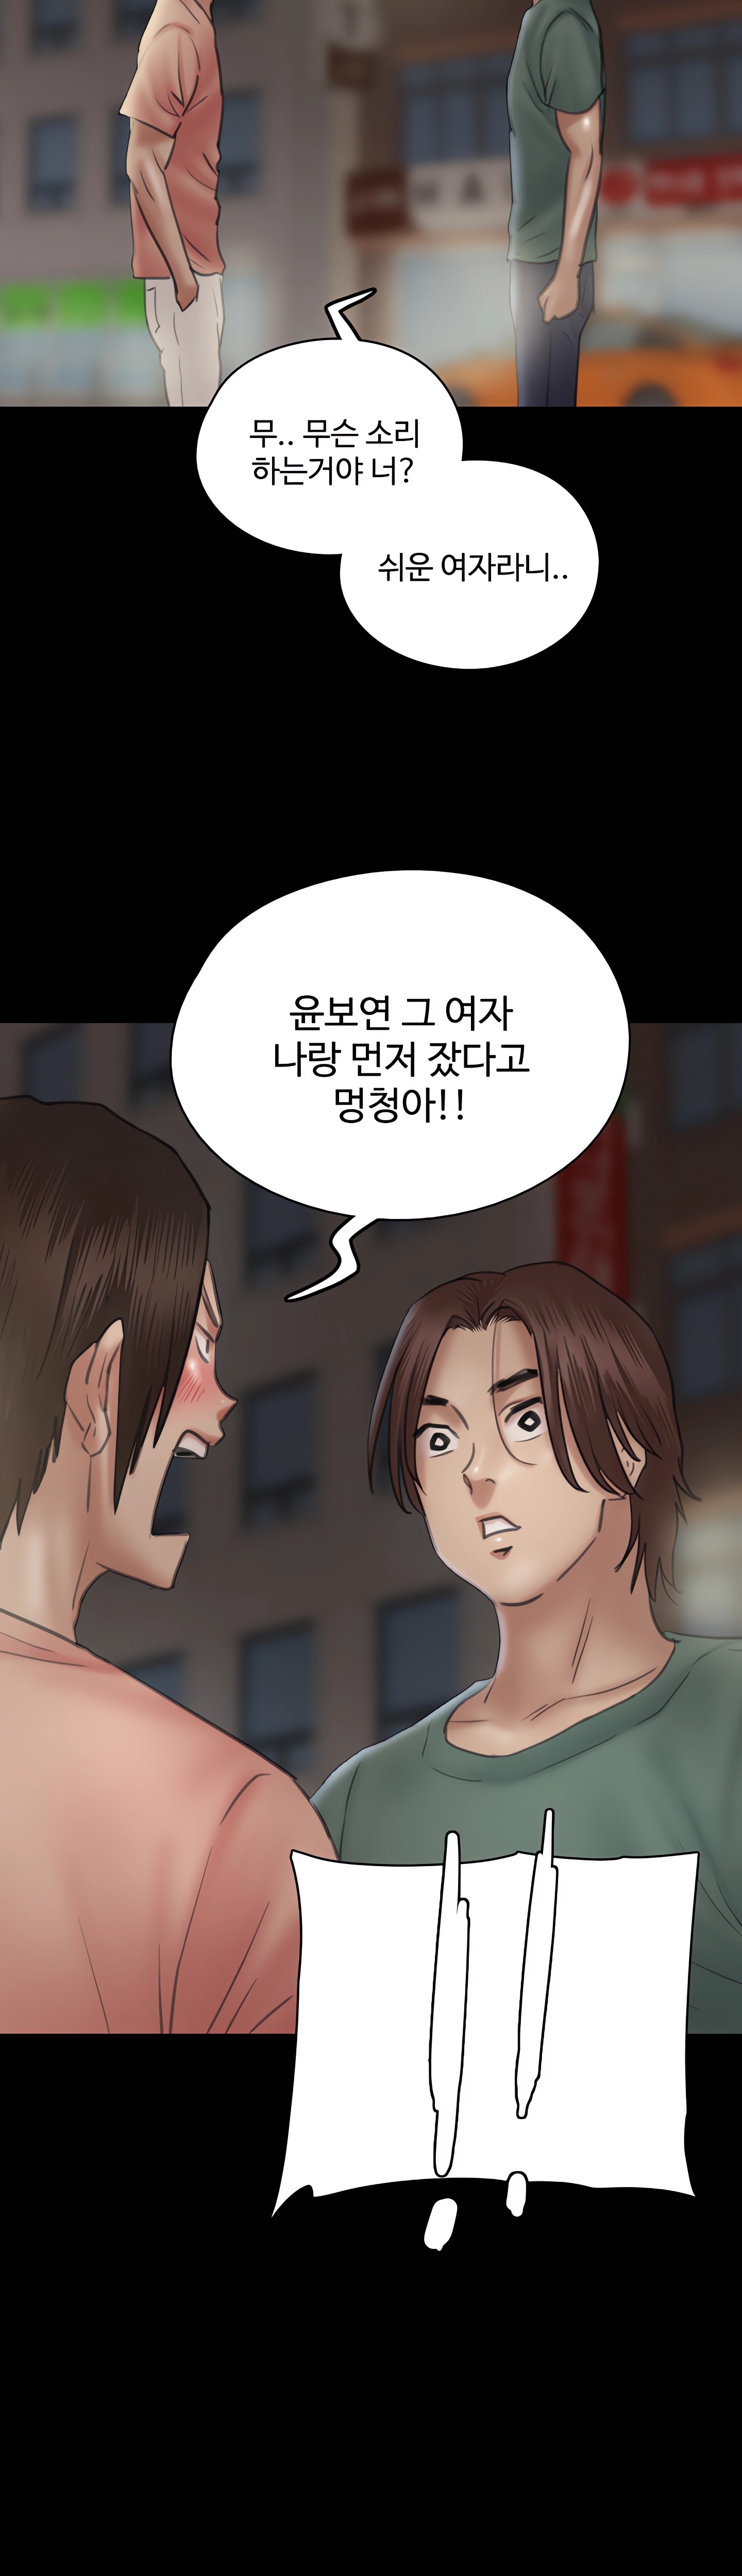 무.. 무슨 소리
하는거야 너?
쉬운 여자라니..
윤보연 그 여자
나랑 먼저 잤다고
멍청아!!
!!